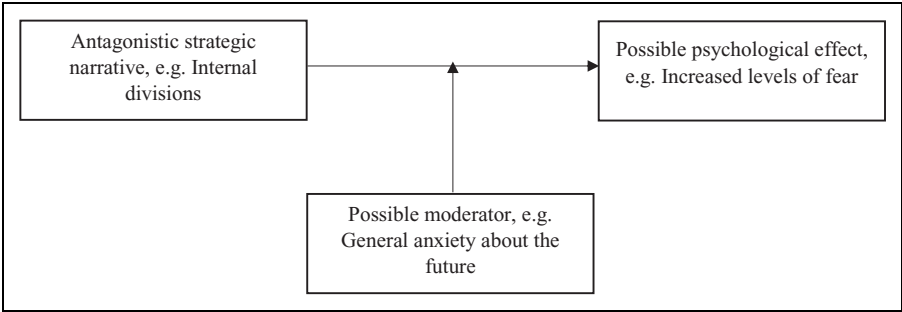 Antagonistic strategic
narrative, e.g. Internal
divisions
Possible psychological effect,
e.g. Increased levels of fear
Possible moderator, e.g.
General anxiety about the
future